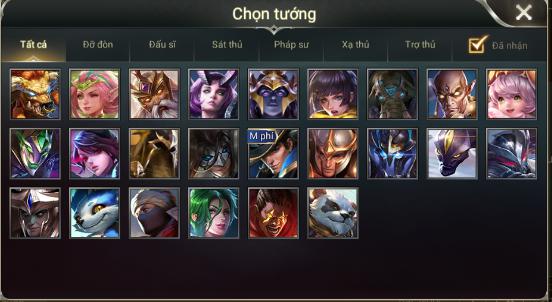 Chọn tướng
Tất cả Đỡ đòn Đấu sĩ Sát thủ Pháp sư Xạ thủ Trợ thủ Đã nhận
M phí